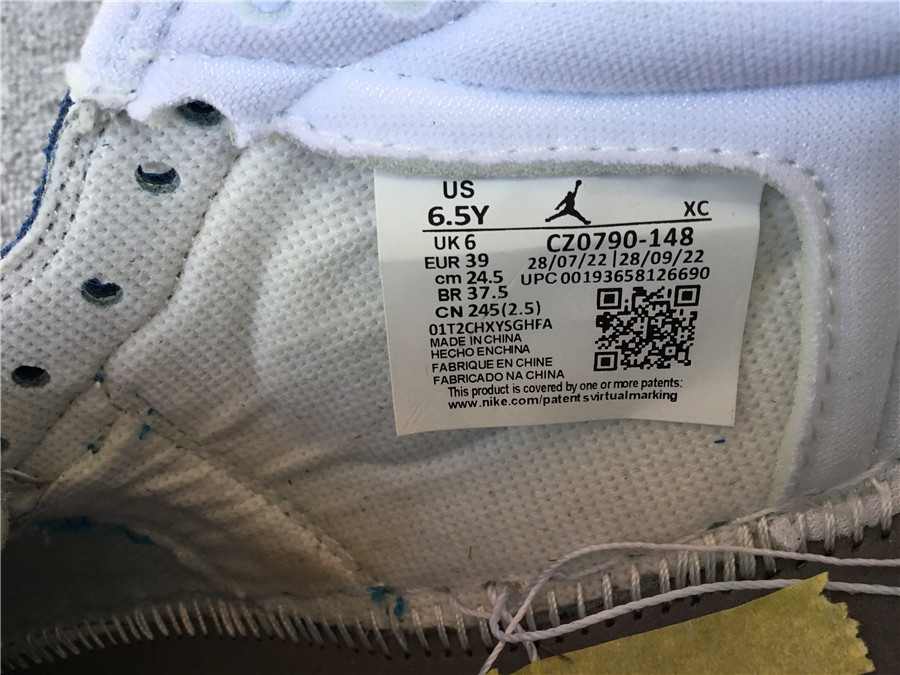 US
6.5Y XC
UK 6 CZ0790-148
EUR 39 28/07/22 | 28/09/22
cm 24.5 UPC 00193658126690
BR 37.5
CN 245(2.5)
01T2CHXYSGHFA
MADE IN CHINA
HECHO EN CHINA
FABRIQUE EN CHINE
FABRICADO NA CHINA
This product is covered by one or more patents:
www.nike.com/patentsvirtualmarking